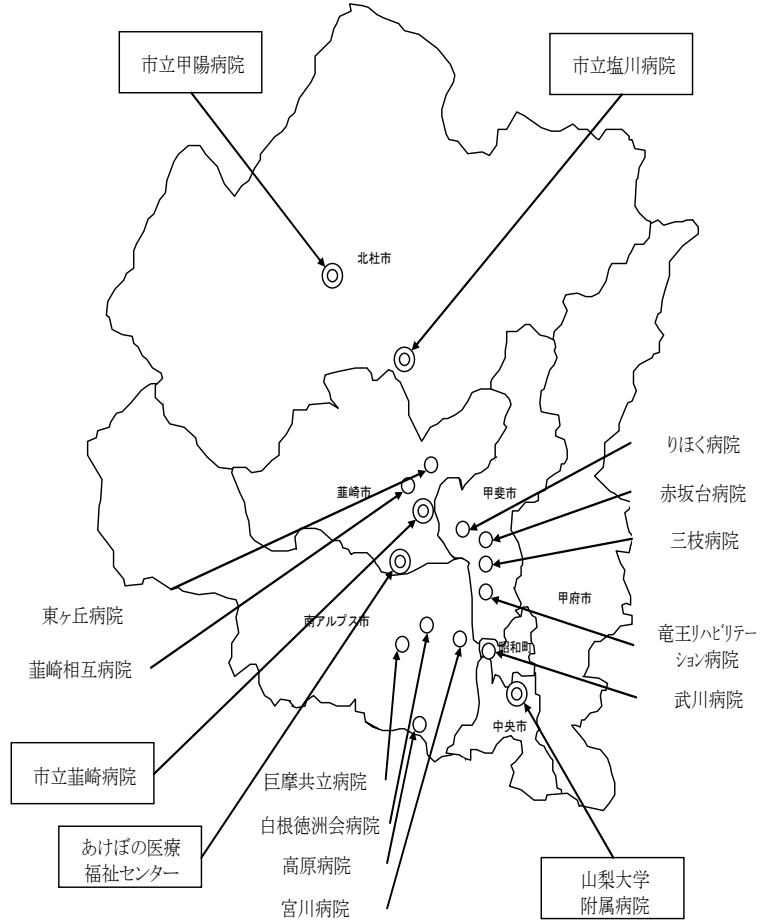 市立甲陽病院
市立塩川病院
北杜市
りほく病院
韮崎市
甲斐市
赤坂台病院
三枝病院
甲府市
東ヶ丘病院
南アルプス市
竜王リハビリテー
ション病院
昭和町
韮崎相互病院
武川病院
中央市
市立韮崎病院
巨摩共立病院
白根徳洲会病院
あけぼの医療
福祉センター
高原病院
宮川病院
山梨大学
附属病院